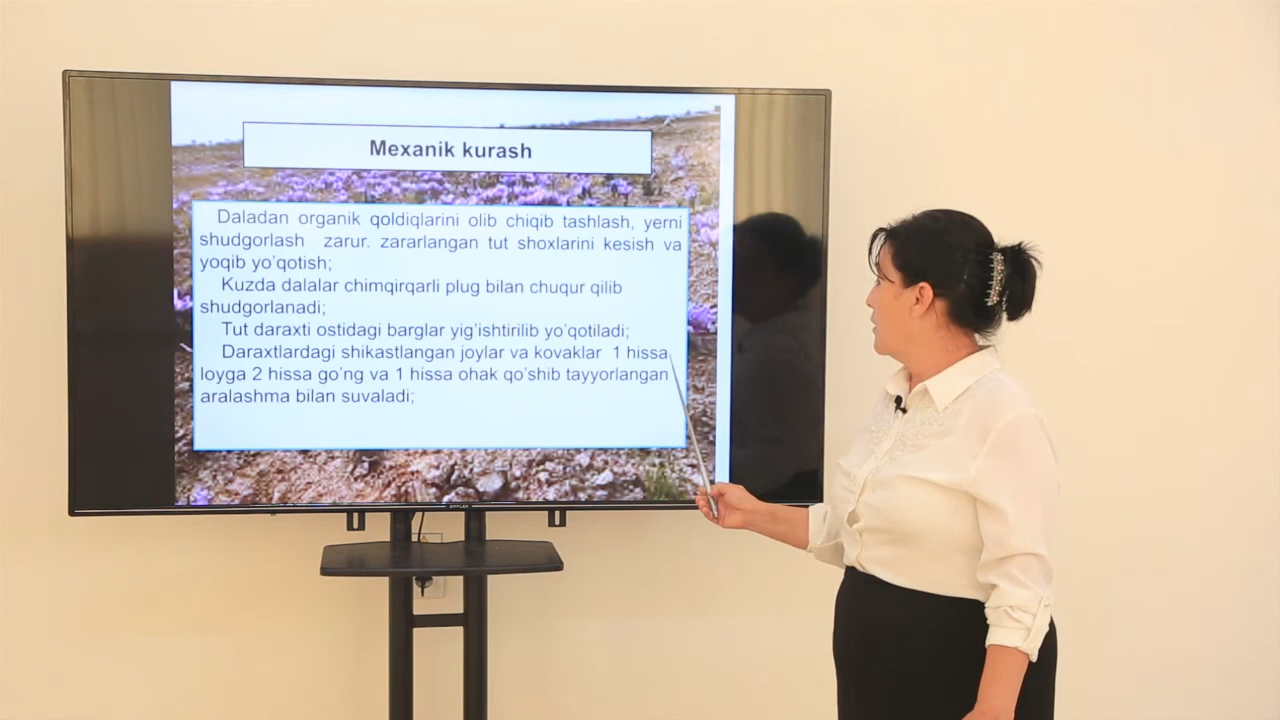 Mexanik kurash
Daladan organik qoldiqlarini olib chiqib tashlash, yerni
shudgorlash zarur. zararlangan tut shoxlarini kesish va
yoqib yo’qotish;
Kuzda dalalar chimqirqarli plug bilan chuqur qilib
shudgorlanadi;
Tut daraxti ostidagi barglar yig’ishtirilib yo’qotiladi;
Daraxtlardagi shikastlangan joylar va kovaklar 1 hissa
loyga 2 hissa go’ng va 1 hissa ohak qo’shib tayyorlangan
aralashma bilan suvaladi;